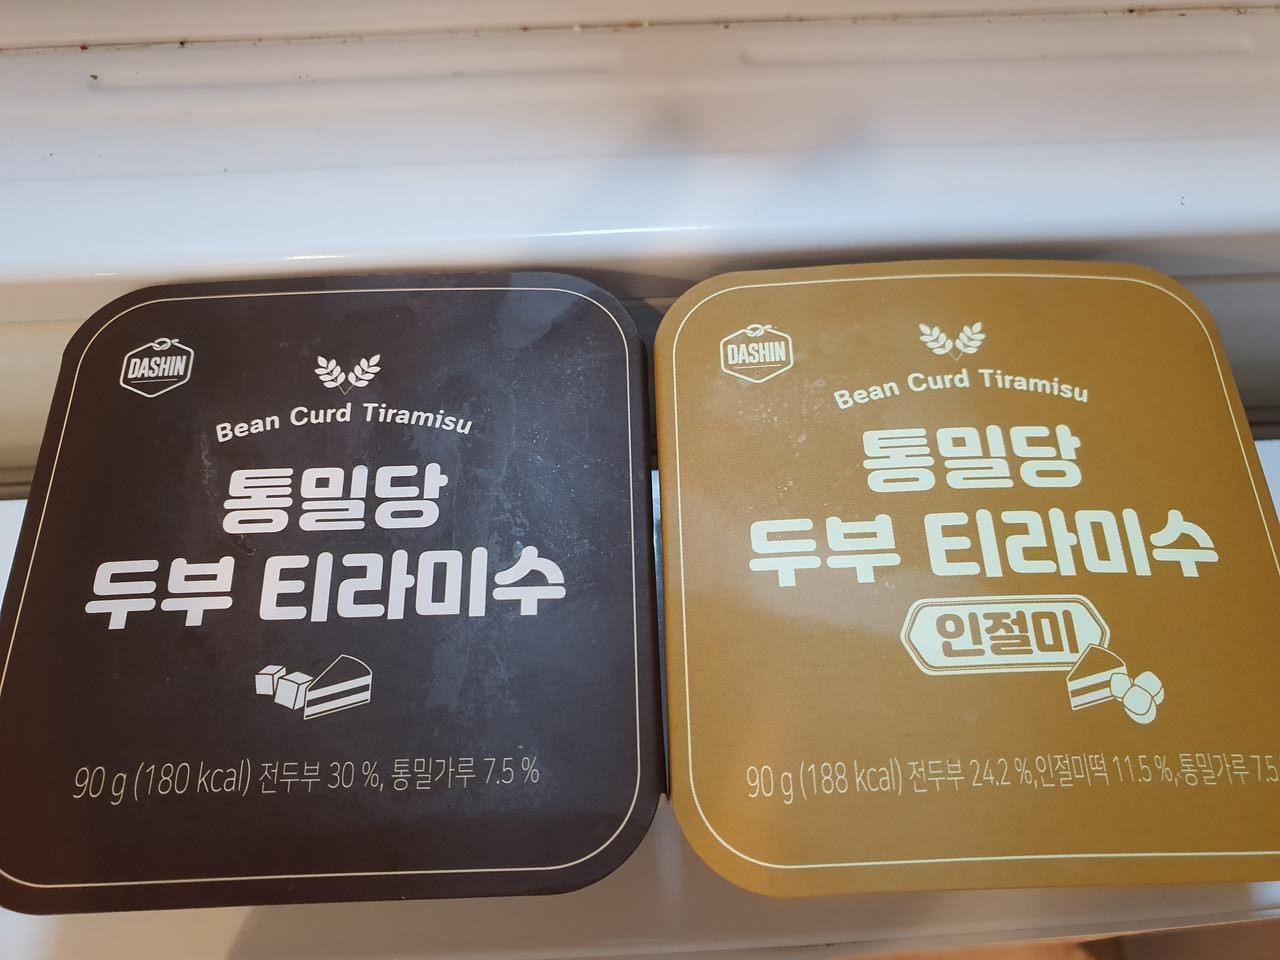 DASHIN
Bean Curd Tiramisu
통밀당
두부 티라미수
90 g (180 kcal) 전두부 30 %, 통밀가루 7.5 %
DASHIN
Bean Curd Tiramisu
통밀당
두부 티라미수
인절미
90 g (188 kcal) 전두부 24.2 %,인절미떡 11.5 %,통밀가루 7.5